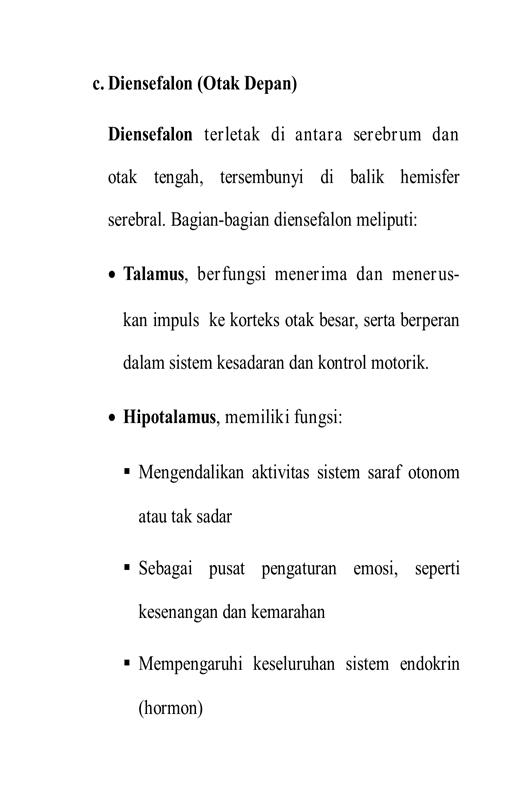 c. Diensefalon (Otak Depan)
Diensefalon terletak di antara serebrum dan
otak tengah, tersembunyi di balik hemisfer
serebral. Bagian-bagian diensefalon meliputi:
• Talamus, berfungsi menerima dan menerus-
kan impuls ke korteks otak besar, serta berperan
dalam sistem kesadaran dan kontrol motorik.
• Hipotalamus, memiliki fungsi:
▪ Mengendalikan aktivitas sistem saraf otonom
atau tak sadar
▪ Sebagai pusat pengaturan emosi, seperti
kesenangan dan kemarahan
▪ Mempengaruhi keseluruhan sistem endokrin
(hormon)